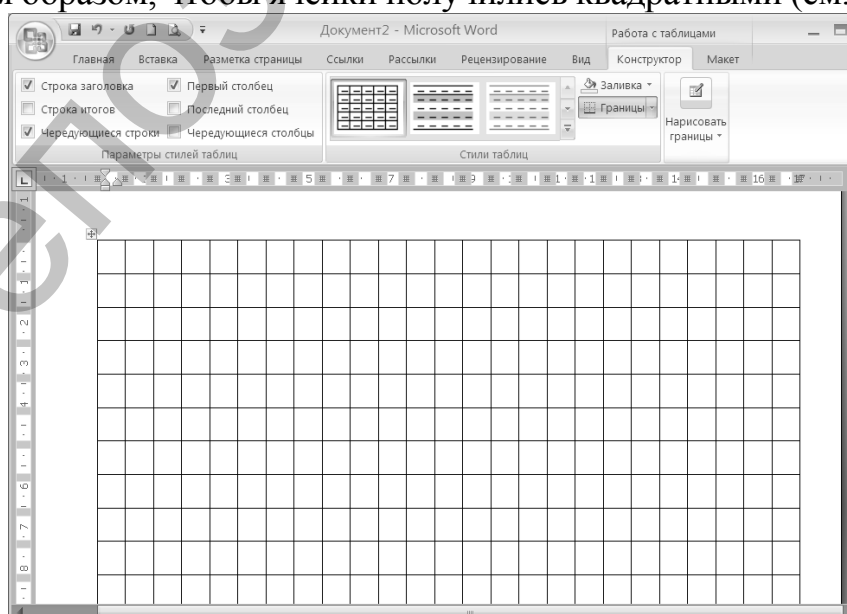 образом, чтобы ячейки получились квадратными (см.
Документ2 - Microsoft Word
Работа с таблицами
Главная Вставка Разметка страницы Ссылки Рассылки Рецензирование Вид Конструктор Макет
Строка заголовка Первый столбец
Строка итогов Последний столбец
Чередующиеся строки Чередующиеся столбцы
Параметры стилей таблиц
Заливка
Границы
Стили таблиц
Нарисовать
границы